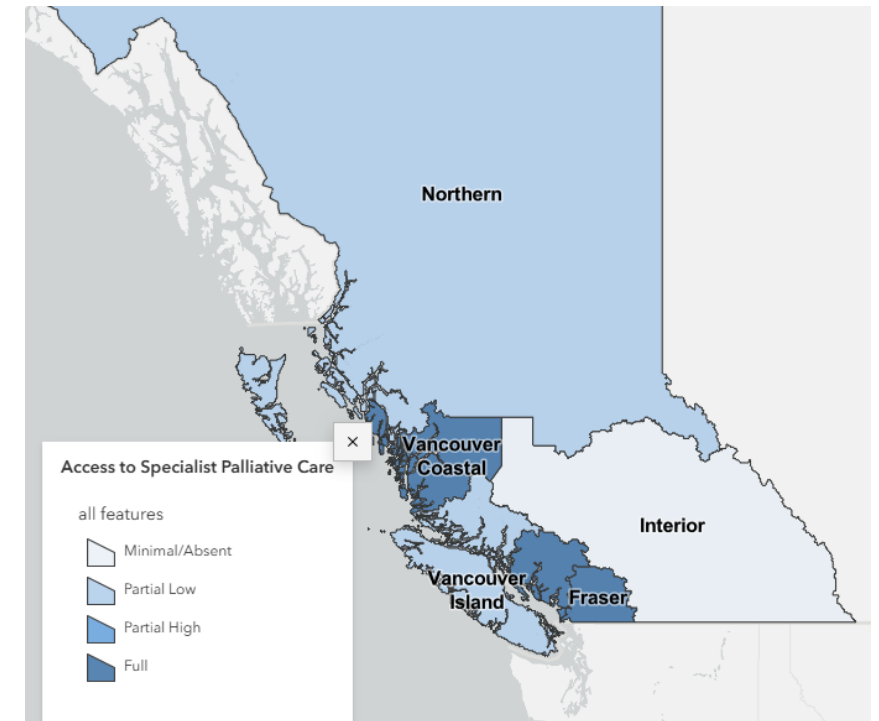 Northern
Vancouver
Coastal
Interior
Vancouver
Island
Fraser
Access to Specialist Palliative Care
all features
Minimal/Absent
Partial Low
Partial High
Full